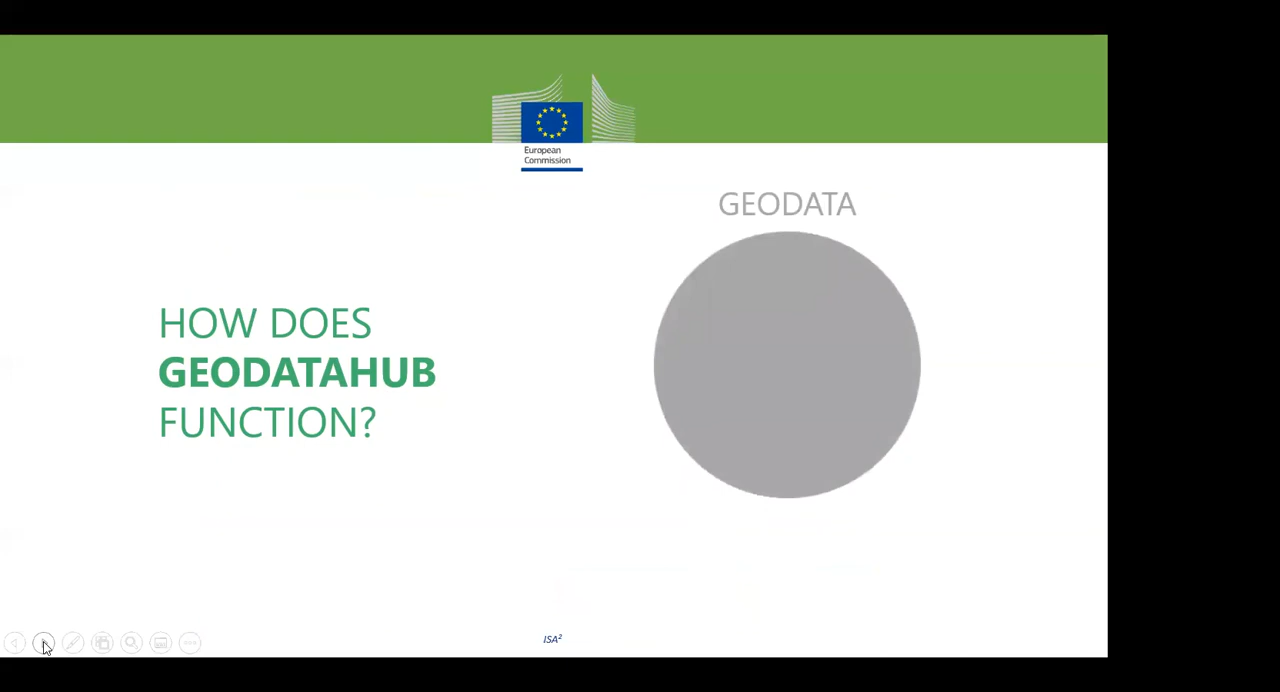 European
Commission
GEODATA
HOW DOES
GEODATAHUB
FUNCTION?
ISA²